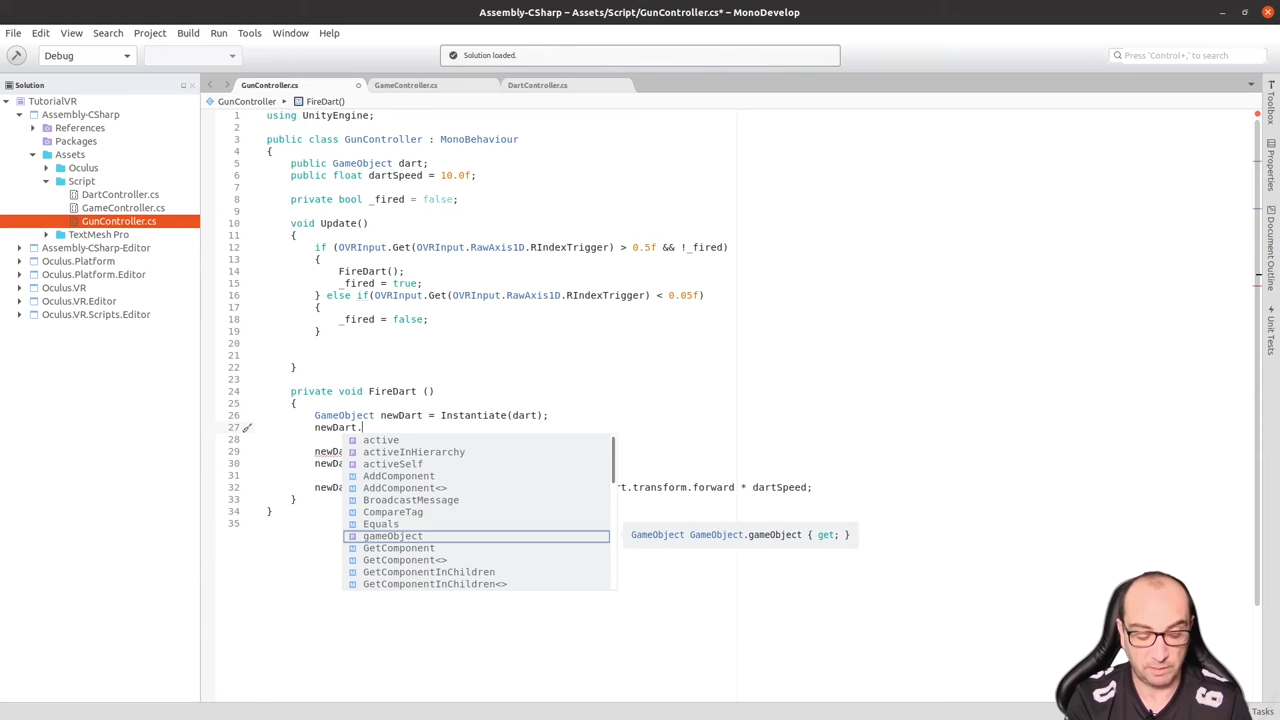 Assembly-CSharp – Assets/Script/GunController.cs* – MonoDevelop
File Edit View Search Project Build Run Tools Window Help
Debug
Solution loaded.
Press 'Control+,' to search
Solution
GunController.cs GameController.cs DartController.cs
TutorialVR
Assembly-CSharp
References
Packages
Assets
Oculus
Script
DartController.cs
GameController.cs
GunController.cs
TextMesh Pro
Assembly-CSharp-Editor
Oculus.Platform
Oculus.Platform.Editor
Oculus.VR
Oculus.VR.Editor
Oculus.VR.Scripts.Editor
GunController FireDart()
1 using UnityEngine;
2
3 public class GunController : MonoBehaviour
4 {
5 public GameObject dart;
6 public float dartSpeed = 10.0f;
7
8 private bool _fired = false;
9
10 void Update()
11 {
12 if (OVRInput.Get(OVRInput.RawAxis1D.RIndexTrigger) > 0.5f && !_fired)
13 {
14 FireDart();
15 _fired = true;
16 } else if(OVRInput.Get(OVRInput.RawAxis1D.RIndexTrigger) < 0.05f)
17 {
18 _fired = false;
19 }
20
21
22 }
23
24 private void FireDart ()
25 {
26 GameObject newDart = Instantiate(dart);
27 newDart.
28
29 newDa
30 newDa
31
32 newDa rt.transform.forward * dartSpeed;
33 }
34 }
35
active
activeInHierarchy
activeSelf
AddComponent
AddComponent<>
BroadcastMessage
CompareTag
Equals
gameObject
GetComponent
GetComponent<>
GetComponentInChildren
GetComponentInChildren<>
GameObject GameObject.gameObject { get; }
Toolbox
Properties
Document Outline
Unit Tests
Tasks